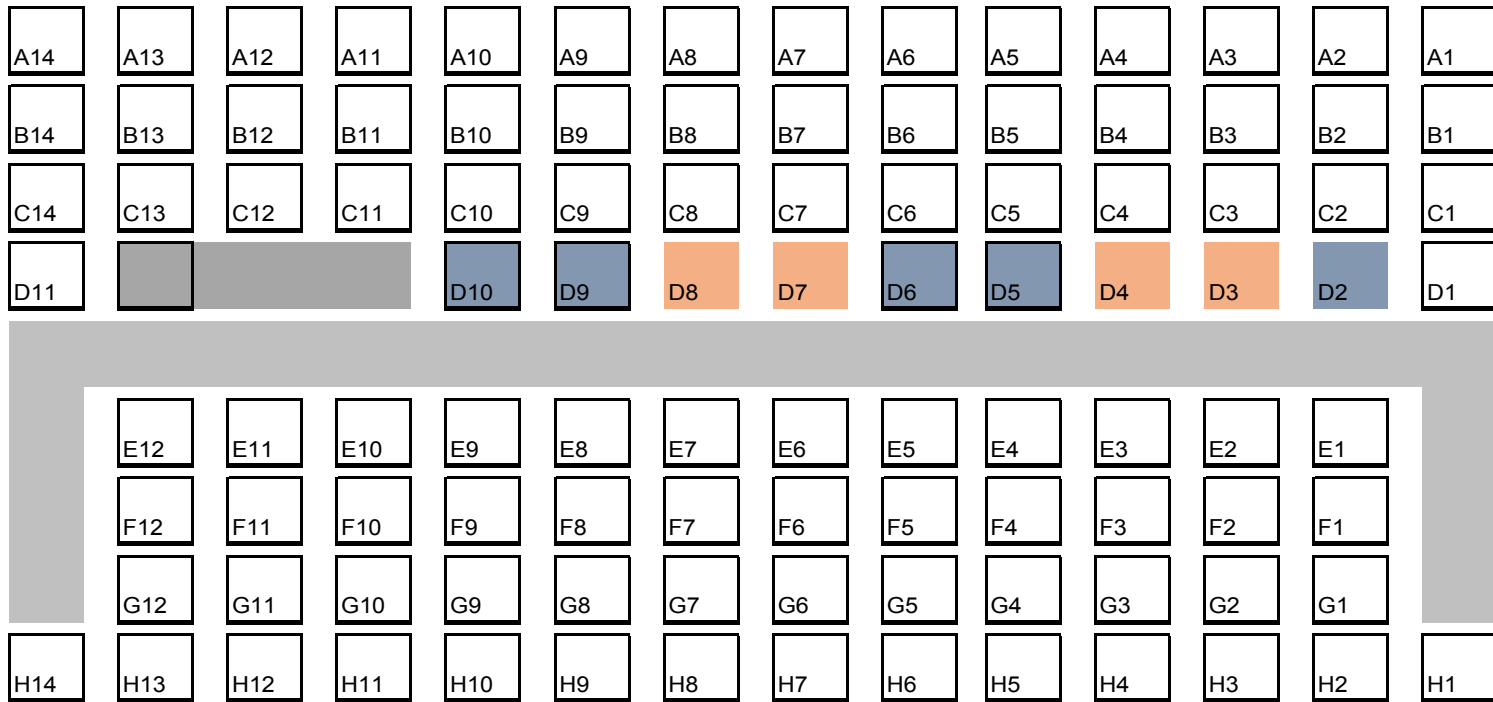 A14 A13 A12 A11 A10 A9 A8 A7 A6 A5 A4 A3 A2 A1
B14 B13 B12 B11 B10 B9 B8 B7 B6 B5 B4 B3 B2 B1
C14 C13 C12 C11 C10 C9 C8 C7 C6 C5 C4 C3 C2 C1
D11 D10 D9 D8 D7 D6 D5 D4 D3 D2 D1
E12 E11 E10 E9 E8 E7 E6 E5 E4 E3 E2 E1
F12 F11 F10 F9 F8 F7 F6 F5 F4 F3 F2 F1
G12 G11 G10 G9 G8 G7 G6 G5 G4 G3 G2 G1
H14 H13 H12 H11 H10 H9 H8 H7 H6 H5 H4 H3 H2 H1